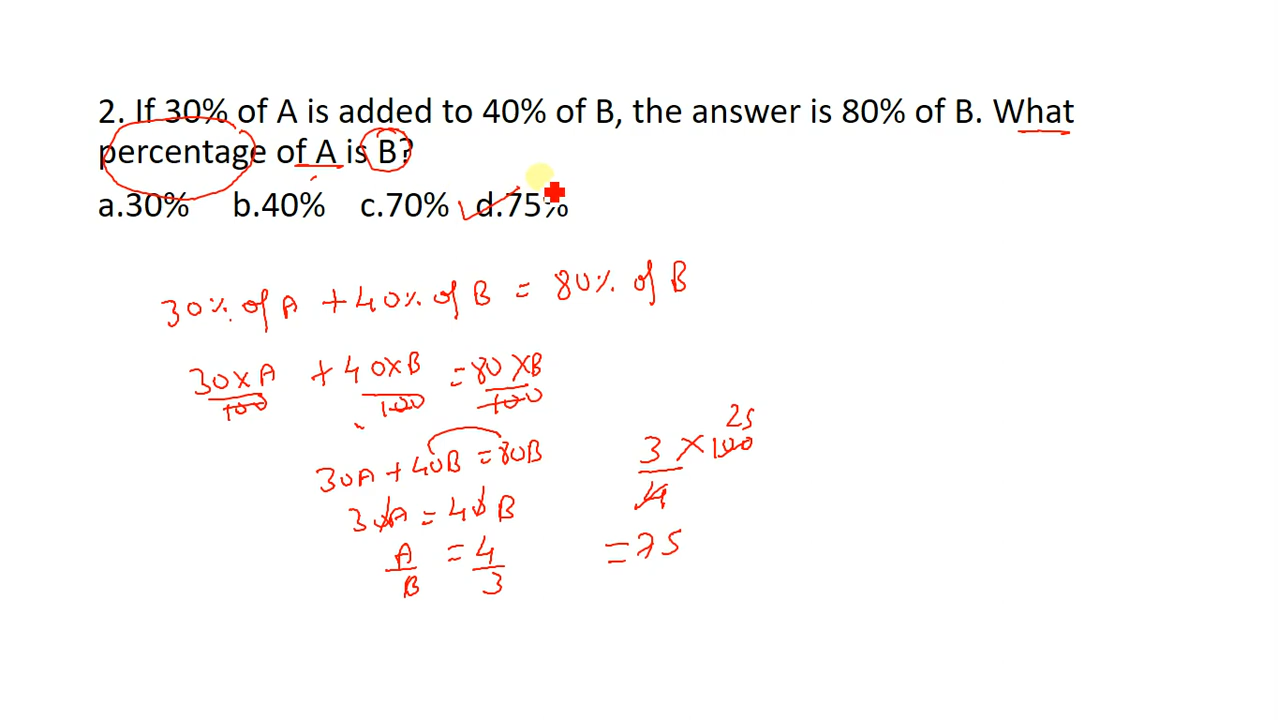 2. If 30% of A is added to 40% of B, the answer is 80% of B. What
percentage of A is B?
a.30% b.40% c.70% d.75%
30% of A + 40% of B = 80% of B
30×A/100 + 40×B/100 = 80×B/100
30A + 40B = 80B
30A = 40B
A/B = 4/3
25
3/4 × 100
= 75